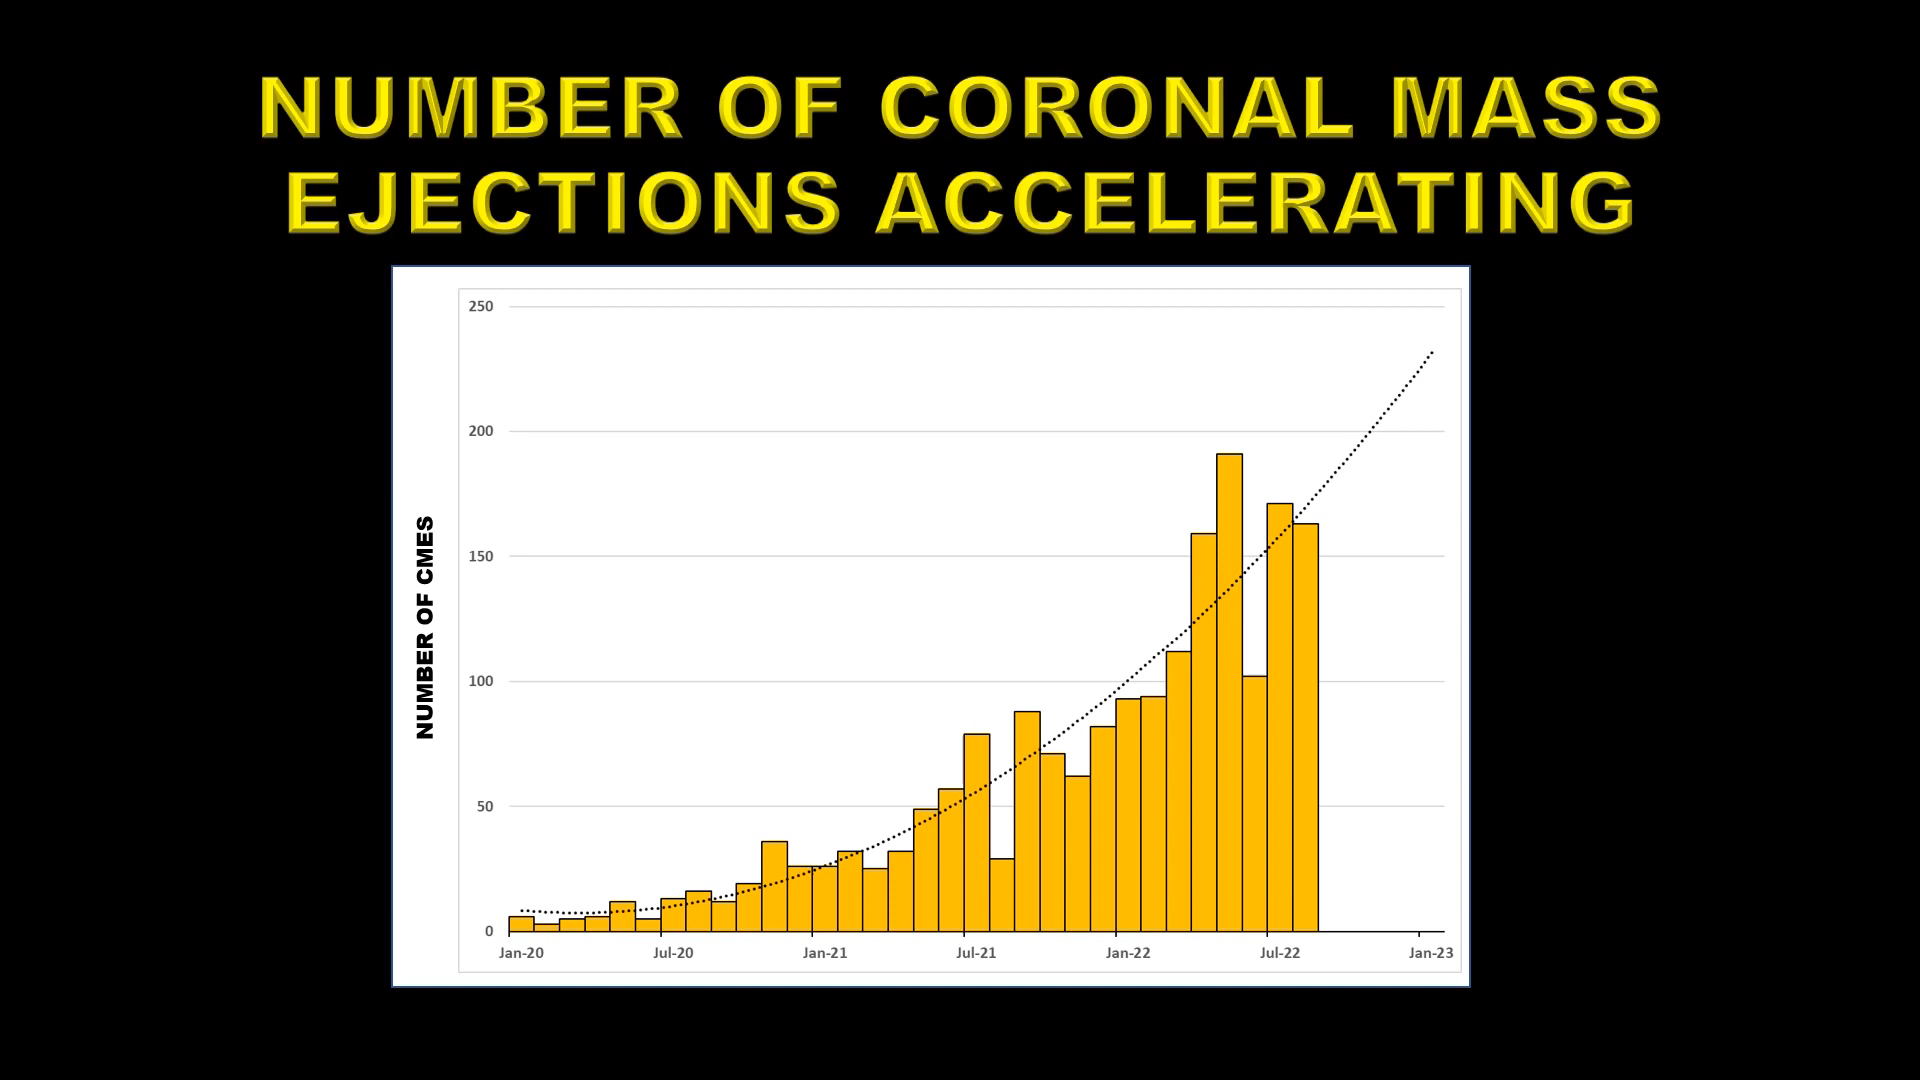 NUMBER OF CORONAL MASS
EJECTIONS ACCELERATING
NUMBER OF CMES
250
200
150
100
50
0
Jan-20 Jul-20 Jan-21 Jul-21 Jan-22 Jul-22 Jan-23